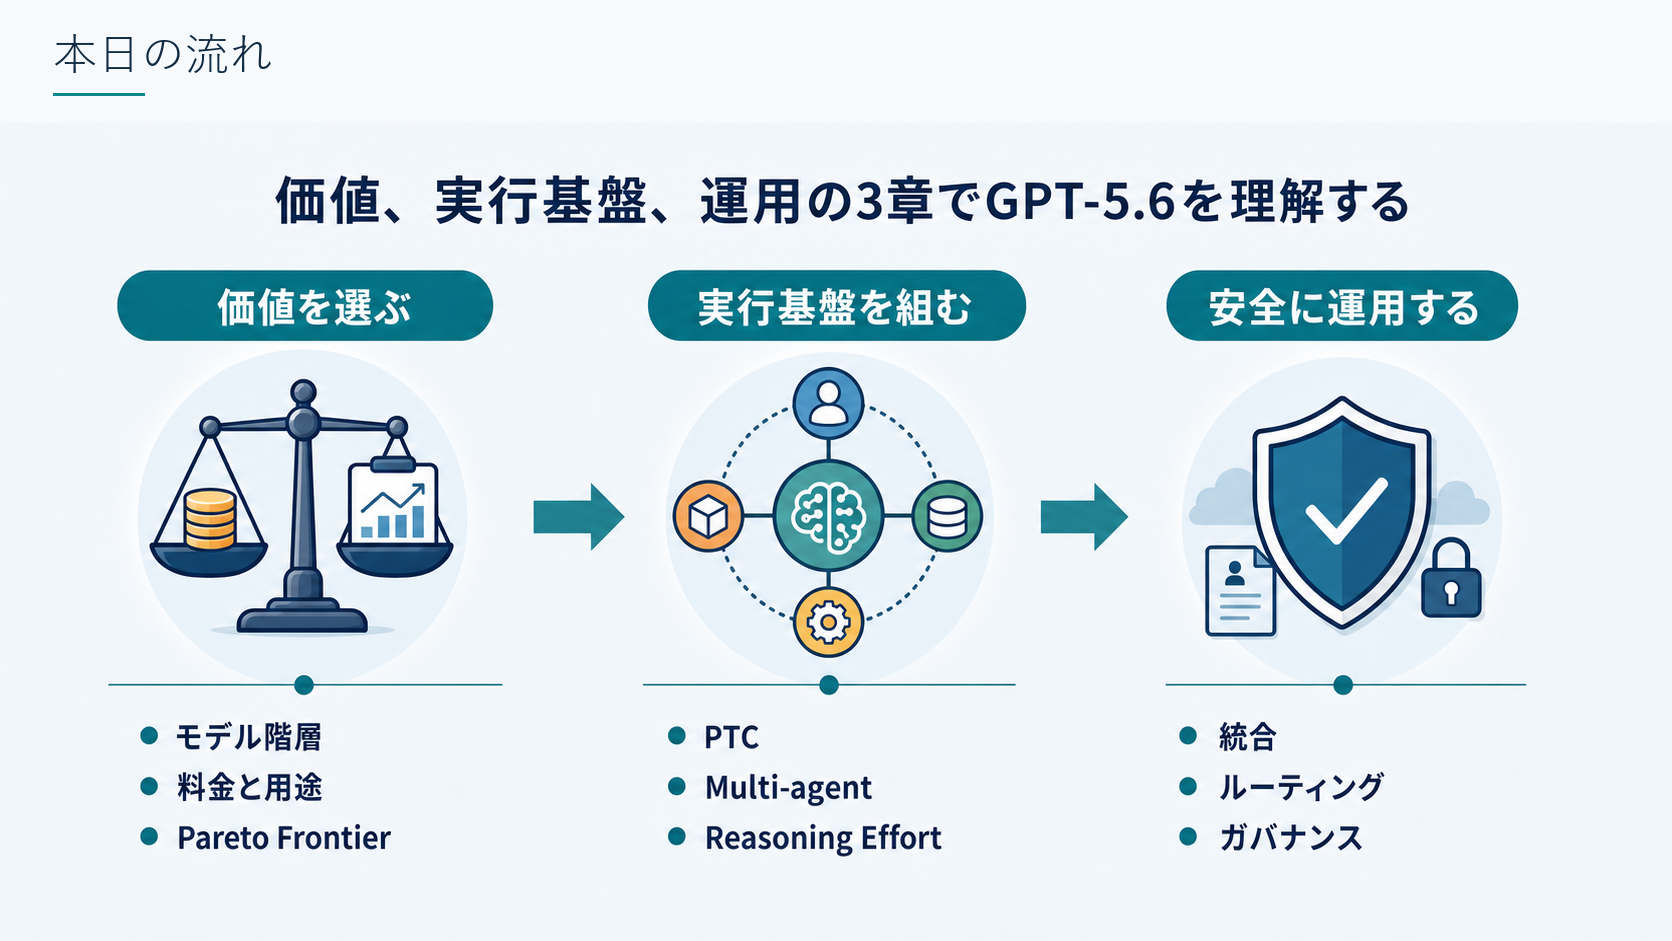 本日の流れ
価値、実行基盤、運用の3章でGPT-5.6を理解する
価値を選ぶ
モデル階層
料金と用途
Pareto Frontier
実行基盤を組む
PTC
Multi-agent
Reasoning Effort
安全に運用する
統合
ルーティング
ガバナンス